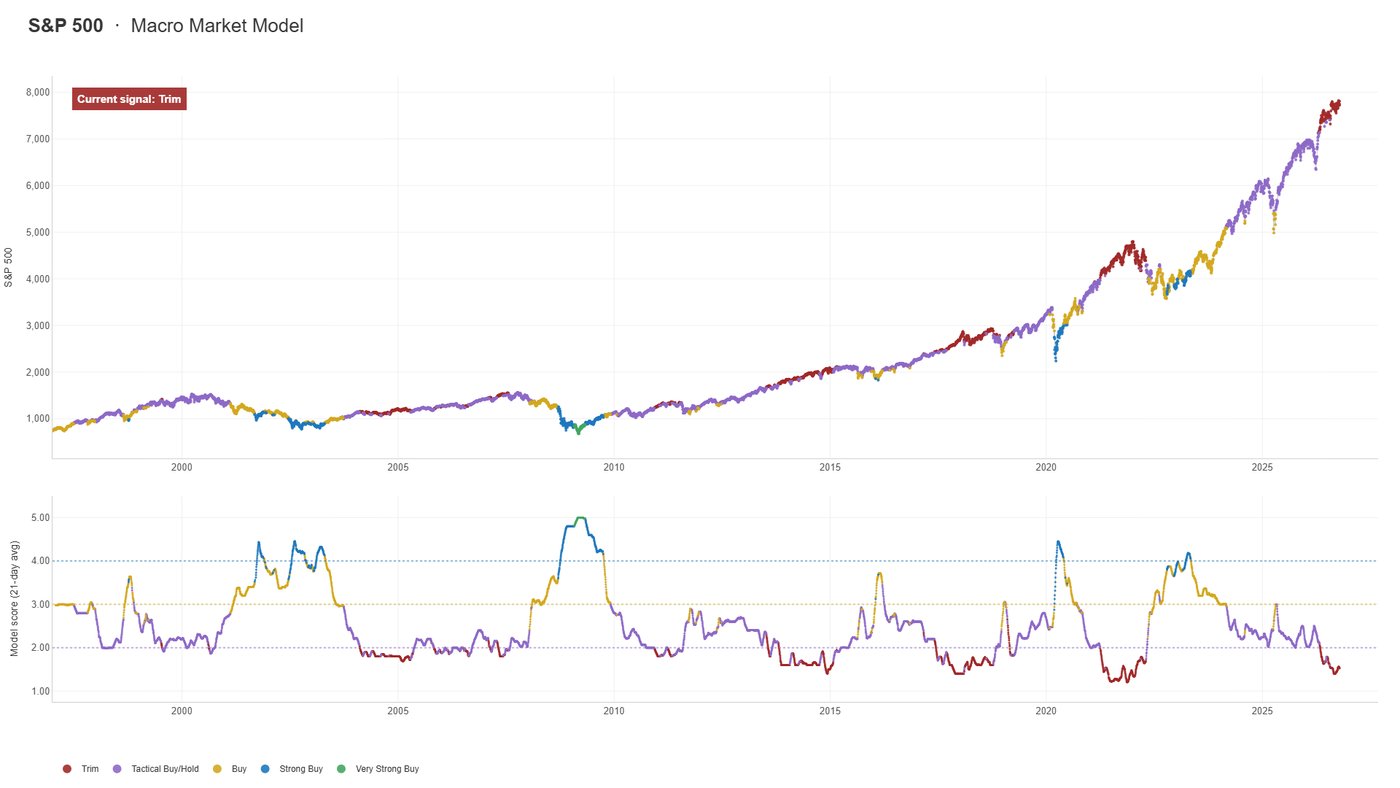 S&P 500 · Macro Market Model
Current signal: Trim
8,000
7,000
6,000
5,000
4,000
3,000
2,000
1,000
S&P 500
2000 2005 2010 2015 2020 2025
5.00
4.00
3.00
2.00
1.00
Model score (21-day avg)
2000 2005 2010 2015 2020 2025
Trim Tactical Buy/Hold Buy Strong Buy Very Strong Buy